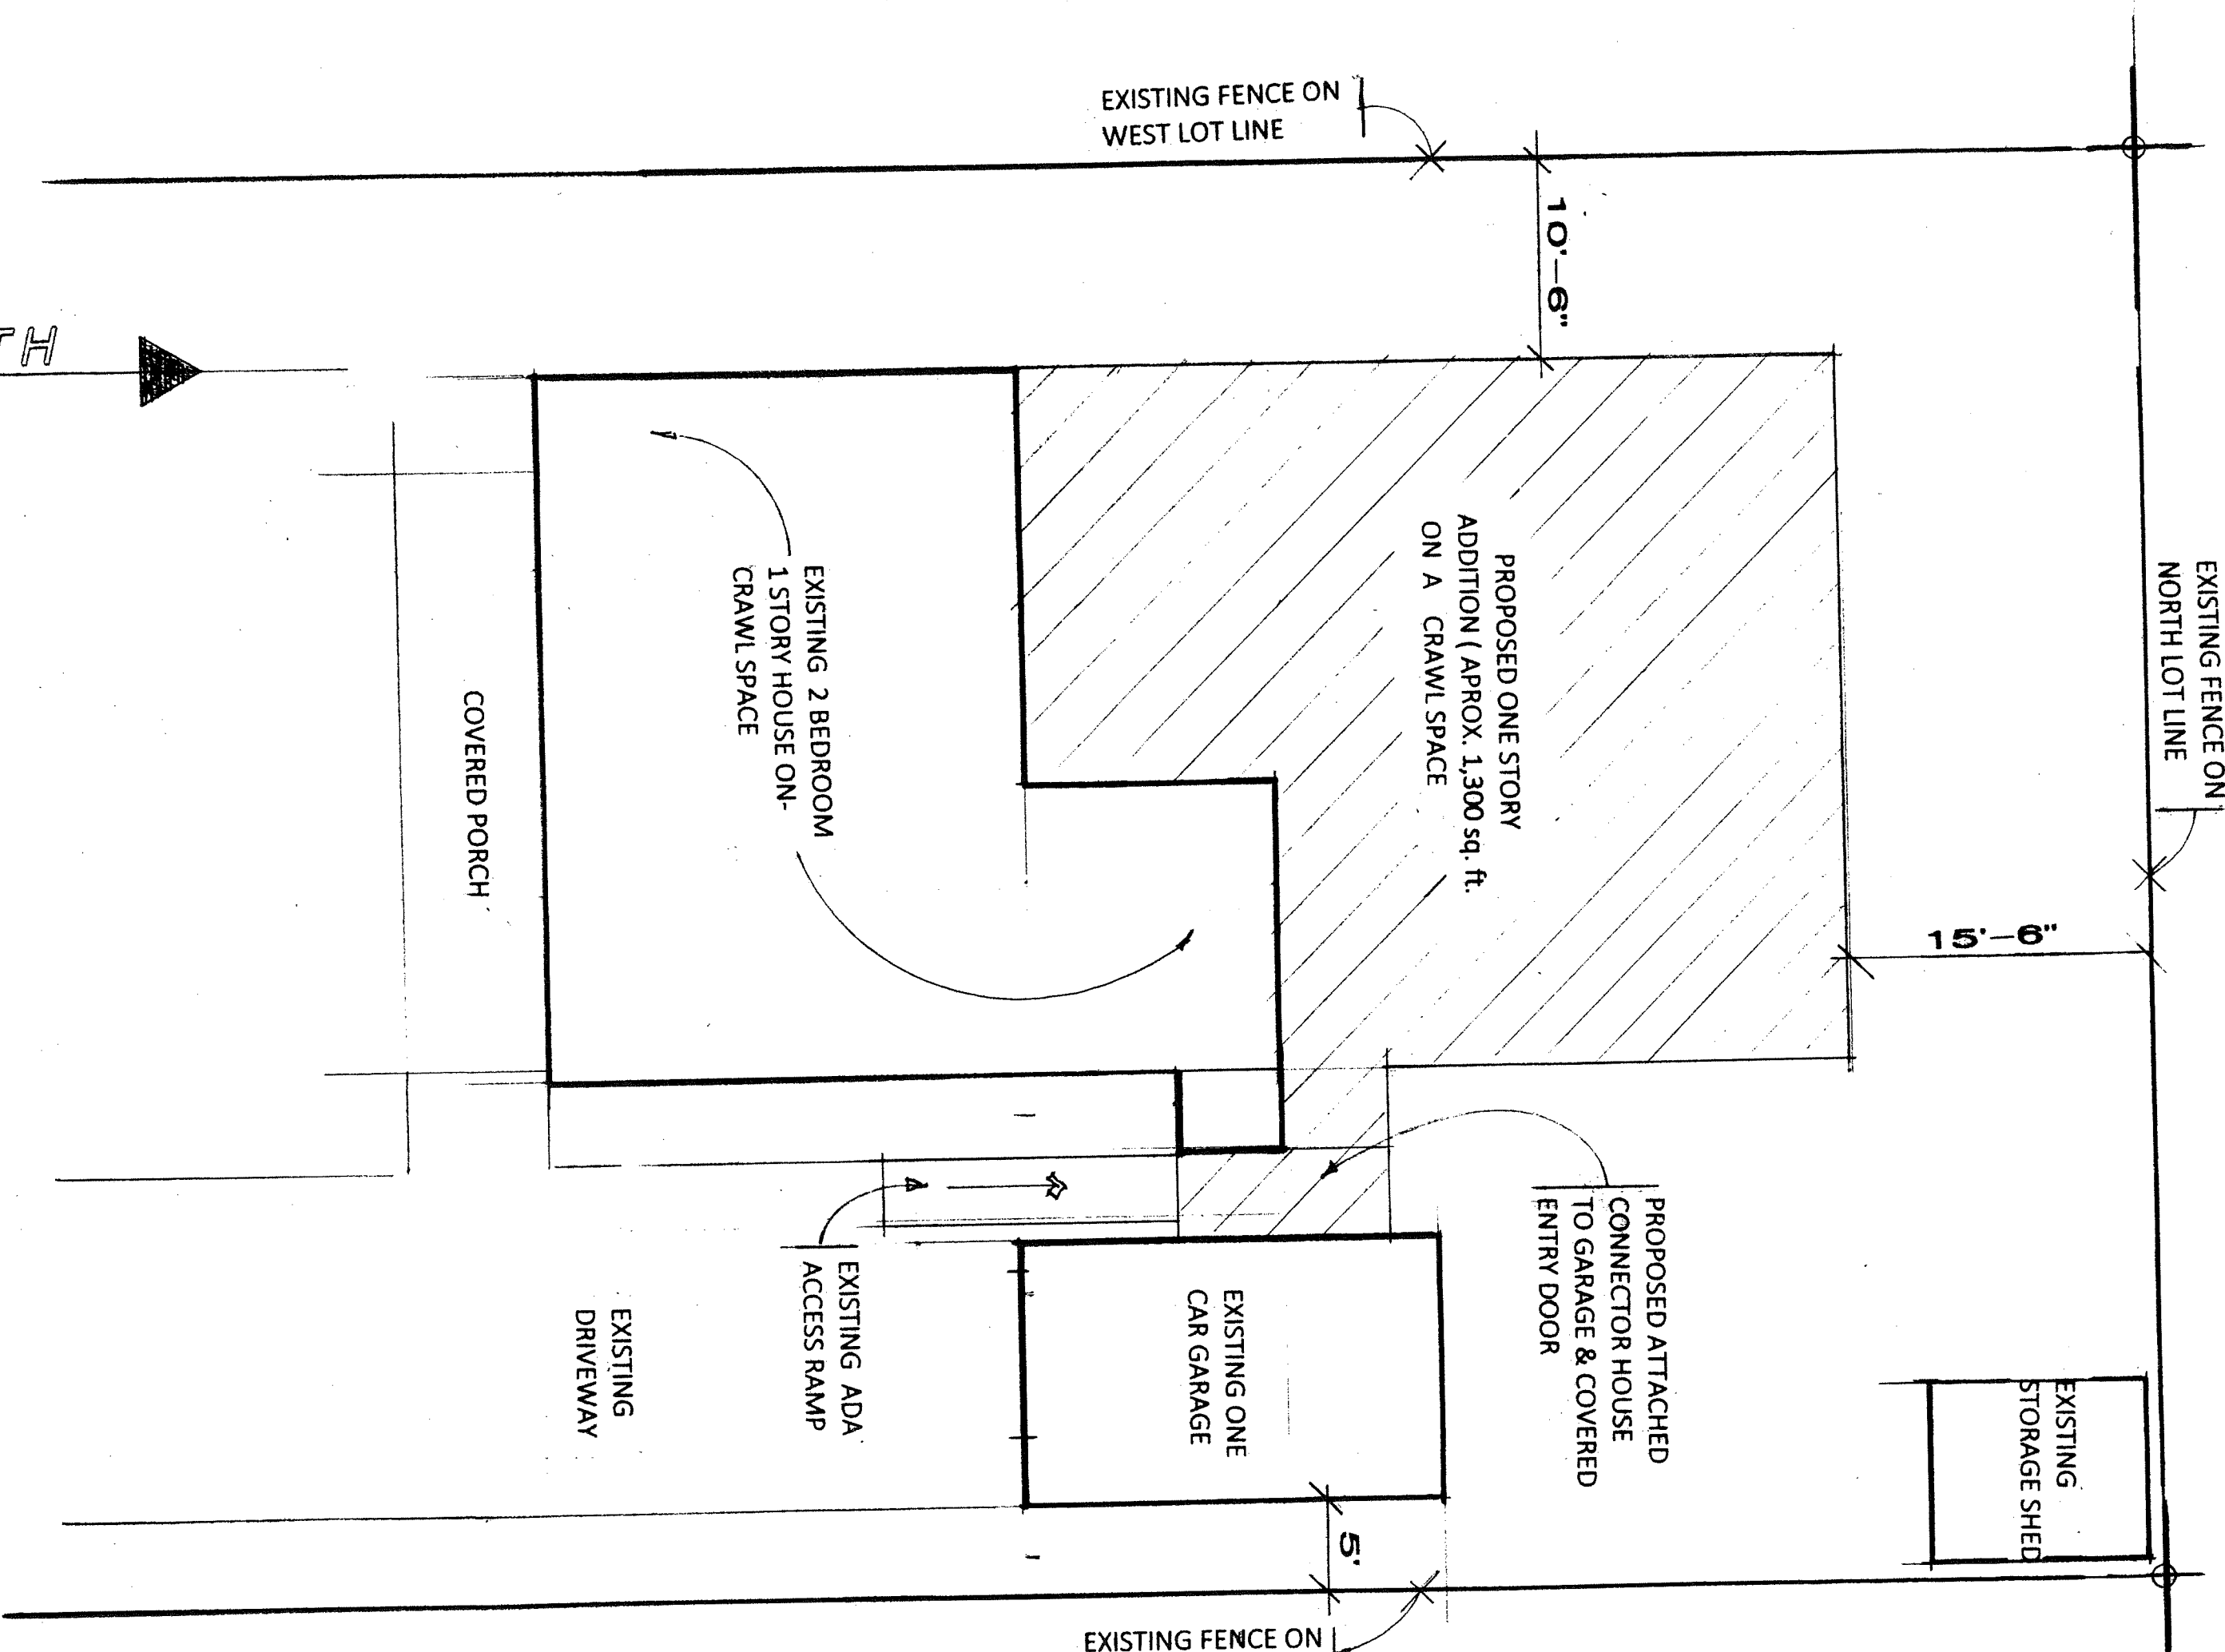 EXISTING FENCE ON
WEST LOT LINE
10'-6"
TH
EXISTING FENCE ON
NORTH LOT LINE
PROPOSED ONE STORY
ADDITION ( APROX. 1,300 sq. ft.
ON A CRAWL SPACE
EXISTING 2 BEDROOM
1 STORY HOUSE ON-
CRAWL SPACE
COVERED PORCH
15'-6"
PROPOSED ATTACHED
CONNECTOR HOUSE
TO GARAGE & COVERED
ENTRY DOOR
EXISTING ADA
ACCESS RAMP
EXISTING
DRIVEWAY
EXISTING ONE
CAR GARAGE
EXISTING
STORAGE SHED
5'
EXISTING FENCE ON